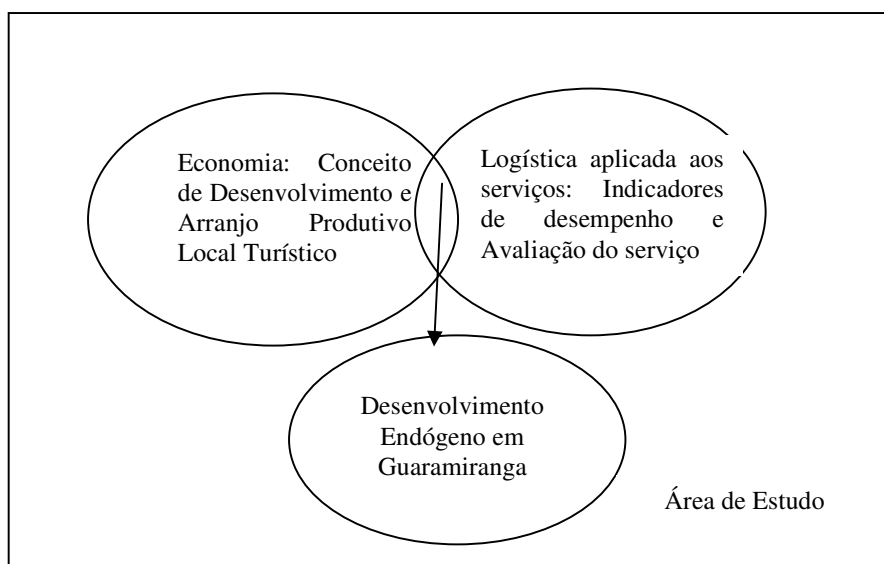 Economia: Conceito
de Desenvolvimento e
Arranjo Produtivo
Local Turístico
Logística aplicada aos
serviços: Indicadores
de desempenho e
Avaliação do serviço
Desenvolvimento
Endógeno em
Guaramiranga
Área de Estudo